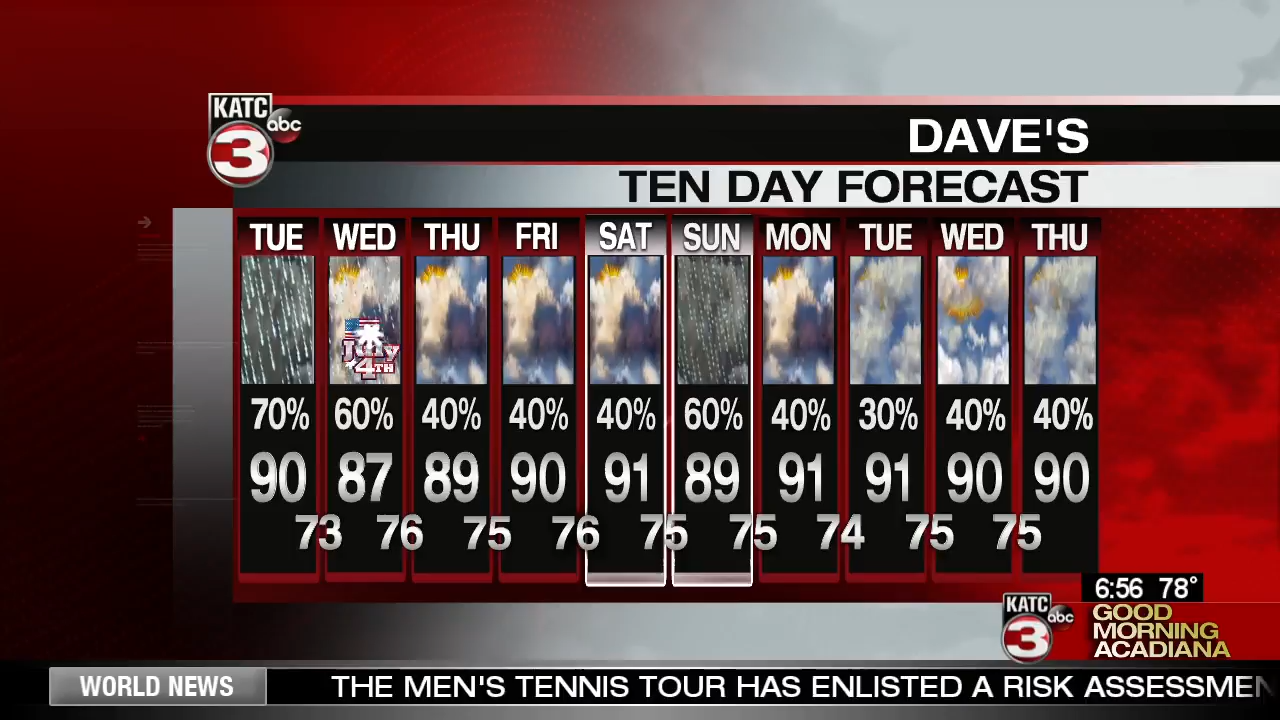 KATC
abc
3
DAVE'S
TEN DAY FORECAST
TUE WED THU FRI SAT SUN MON TUE WED THU
July
4TH
70% 60% 40% 40% 40% 60% 40% 30% 40% 40%
90 87 89 90 91 89 91 91 90 90
73 76 75 76 75 75 74 75 75
6:56 78°
KATC
abc
3
GOOD
MORNING
ACADIANA
WORLD NEWS THE MEN'S TENNIS TOUR HAS ENLISTED A RISK ASSESSMEN